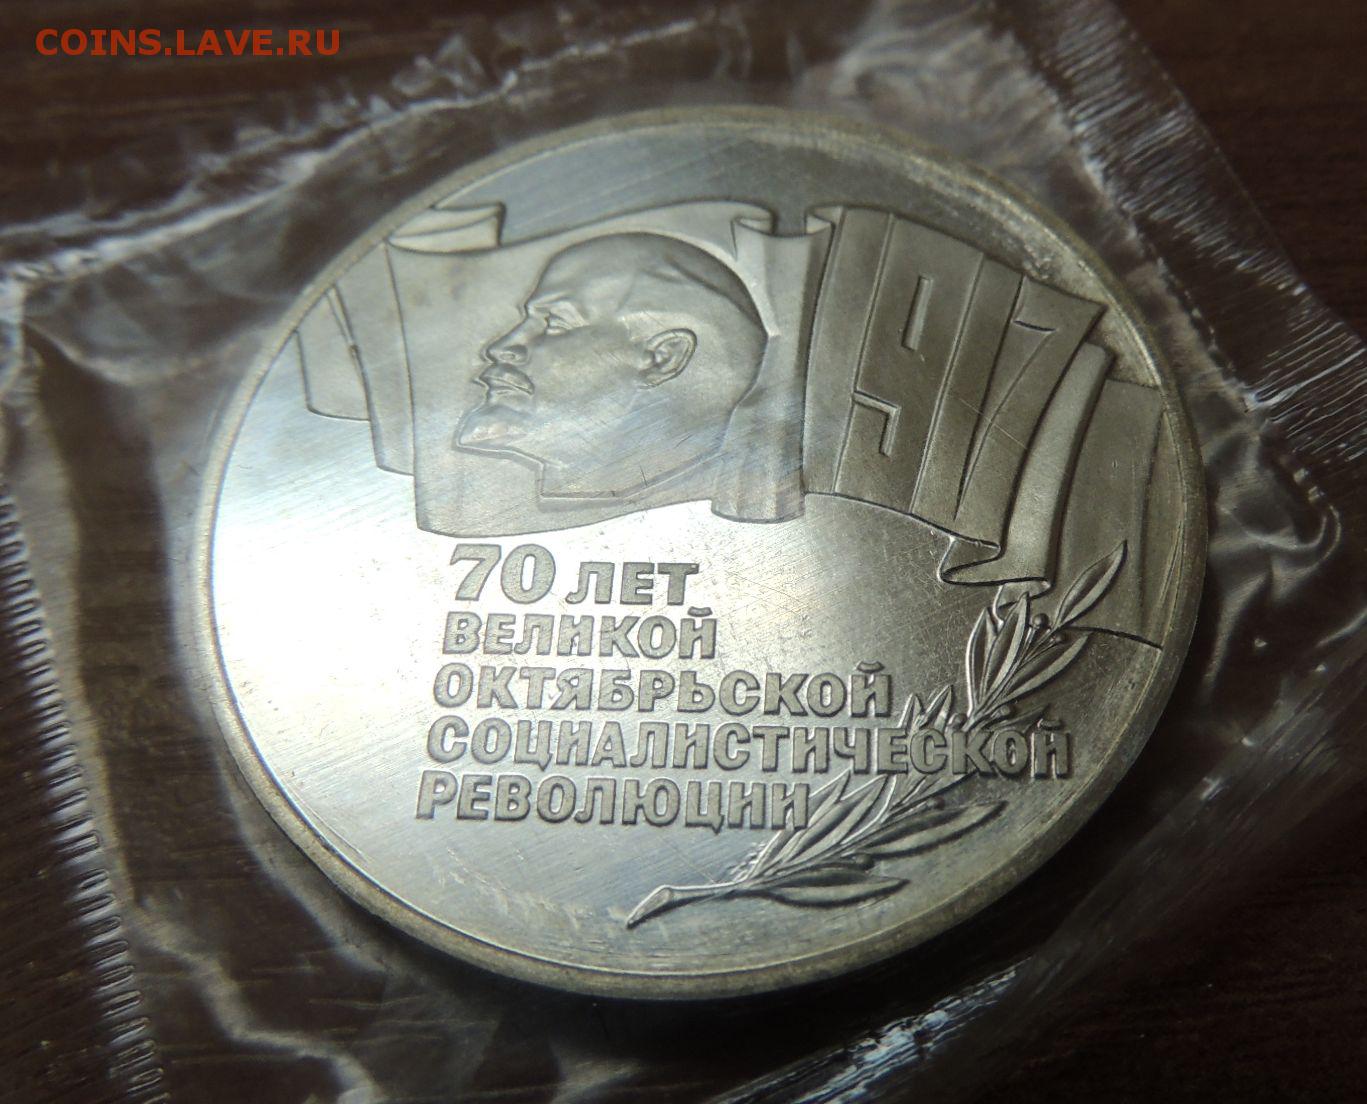 COINS.LAVE.RU
1917
70 ЛЕТ
ВЕЛИКОЙ
ОКТЯБРЬСКОЙ
СОЦИАЛИСТИЧЕСКОЙ
РЕВОЛЮЦИИ